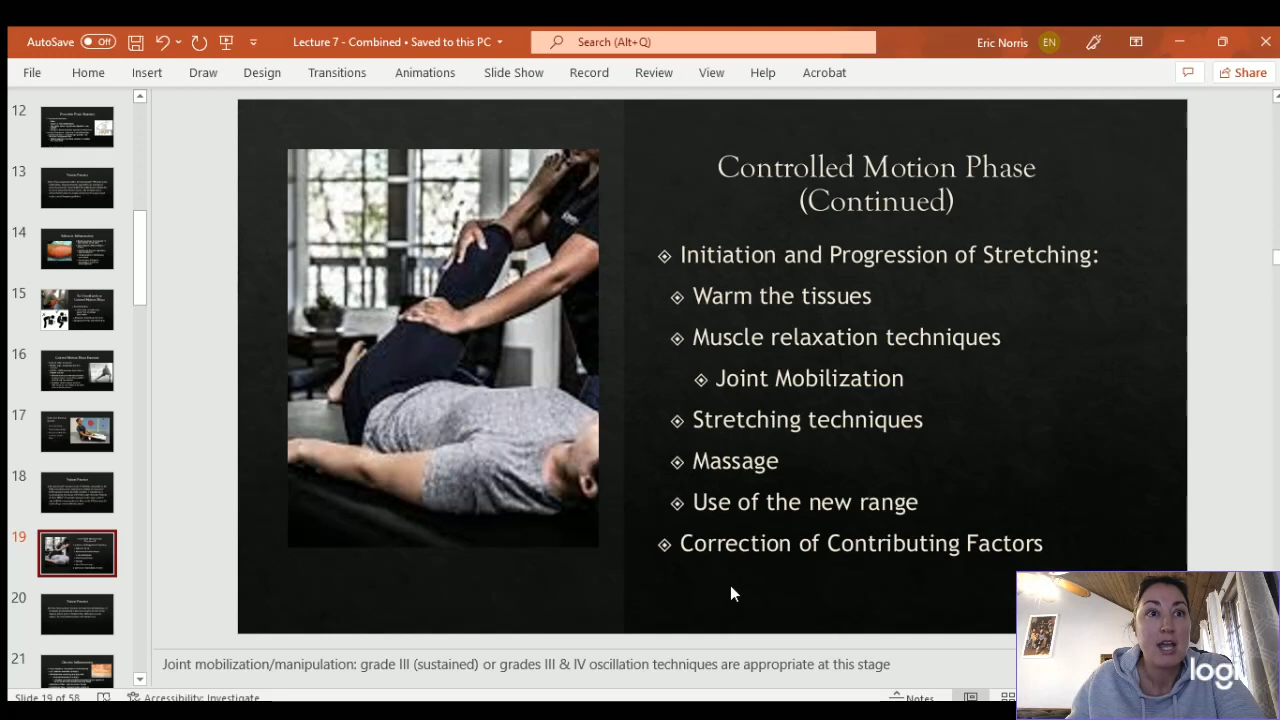 AutoSave Off Lecture 7 - Combined • Saved to this PC Search (Alt+Q) Eric Norris EN
File Home Insert Draw Design Transitions Animations Slide Show Record Review View Help Acrobat Share
12
13
14
15
16
17
18
19
20
21
Controlled Motion Phase
(Continued)
Initiation and Progression of Stretching:
Warm the tissues
Muscle relaxation techniques
Joint Mobilization
Stretching techniques
Massage
Use of the new range
Correction of Contributing Factors
Joint mobilization/manipulation: grade III (sustained) III & IV oscillation techniques are at this stage
Slide 19 of 58 Accessibility: Investigate Notes
logi